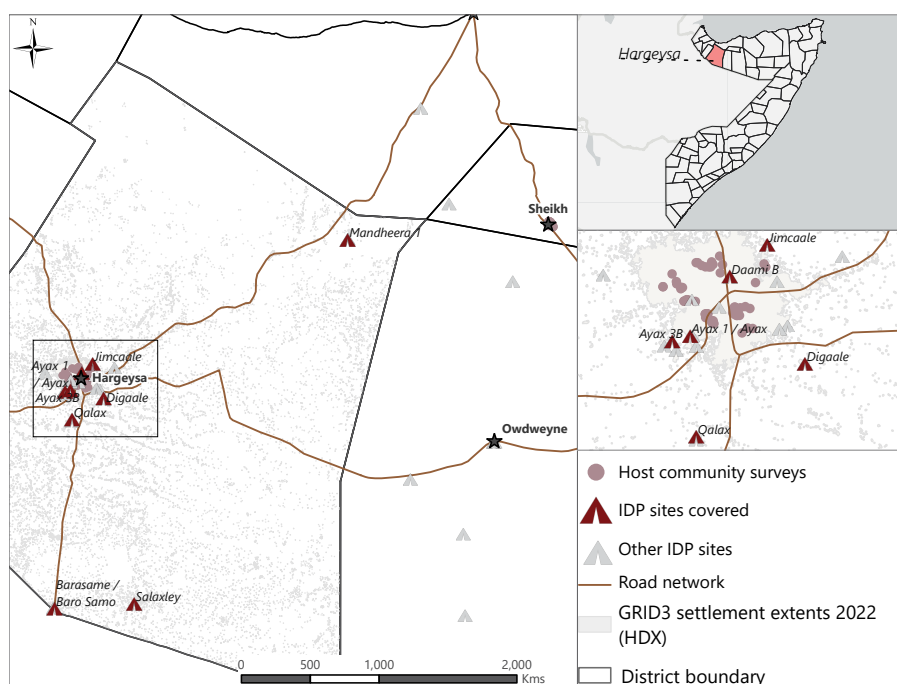 N
Hargeysa
Sheikh
Mandheera 1
Jimcaale
Daami B
Ayax 3B
Ayax 1 / Ayax
Digaale
Qalax
Ayax 1
/ Ayax
Ayax 3B
Jimcaale
Hargeysa
Digaale
Qalax
Owdweyne
Barasame /
Baro Samo
Salaxley
0
500
1,000
2,000
Kms
Host community surveys
IDP sites covered
Other IDP sites
Road network
GRID3 settlement extents 2022
(HDX)
District boundary